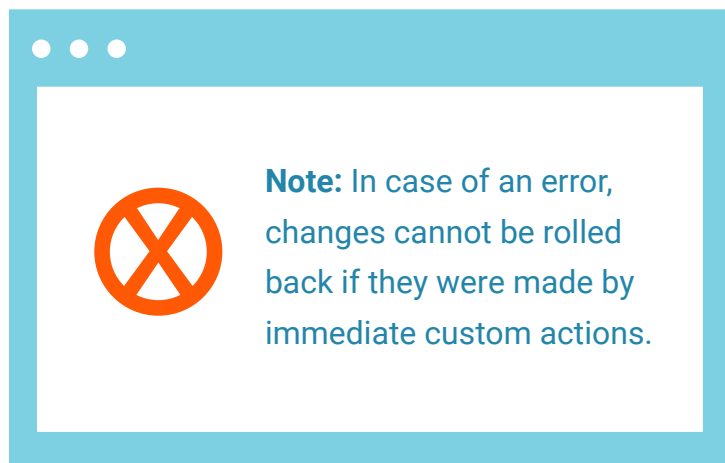 Note: In case of an error,
changes cannot be rolled
back if they were made by
immediate custom actions.